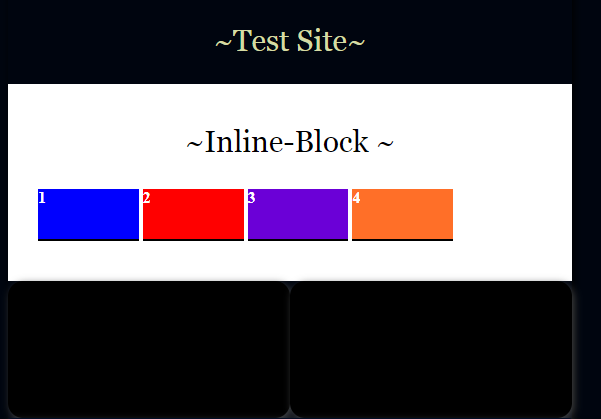 ~Test Site~
~Inline-Block ~
1 2 3 4